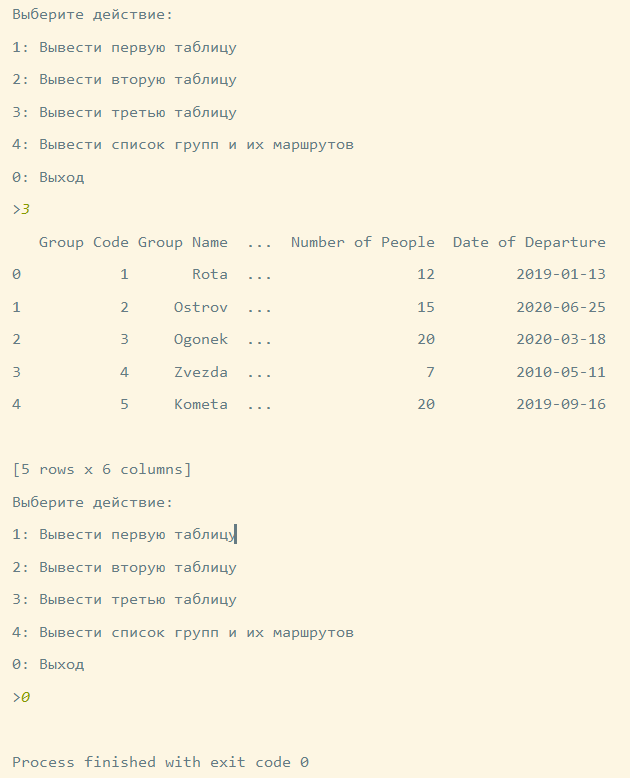 Выберите действие:
1: Вывести первую таблицу
2: Вывести вторую таблицу
3: Вывести третью таблицу
4: Вывести список групп и их маршрутов
0: Выход
>3
   Group Code Group Name  ...  Number of People  Date of Departure
0           1       Rota  ...                12         2019-01-13
1           2     Ostrov  ...                15         2020-06-25
2           3     Ogonek  ...                20         2020-03-18
3           4     Zvezda  ...                 7         2010-05-11
4           5     Kometa  ...                20         2019-09-16
[5 rows x 6 columns]
Выберите действие:
1: Вывести первую таблицу
2: Вывести вторую таблицу
3: Вывести третью таблицу
4: Вывести список групп и их маршрутов
0: Выход
>0
Process finished with exit code 0